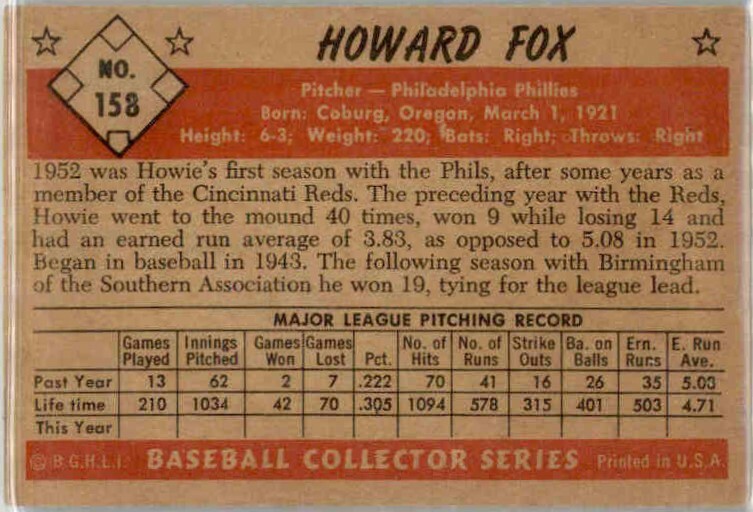 HOWARD FOX
NO.
158
Pitcher — Philadelphia Phillies
Born: Coburg, Oregon, March 1, 1921
Height: 6-3; Weight: 220; Bats: Right; Throws: Right
1952 was Howie's first season with the Phils, after some years as a
member of the Cincinnati Reds. The preceding year with the Reds,
Howie went to the mound 40 times, won 9 while losing 14 and
had an earned run average of 3.83, as opposed to 5.08 in 1952.
Began in baseball in 1943. The following season with Birmingham
of the Southern Association he won 19, tying for the league lead.
MAJOR LEAGUE PITCHING RECORD
Games Innings Games Games No. of No. of Strike Ba. on Ern. E. Run
Played Pitched Won Lost Pct. Hits Runs Outs Balls Runs Ave.
Past Year 13 62 2 7 .222 70 41 16 26 35 5.08
Life time 210 1034 42 70 .305 1094 578 315 401 503 4.71
This Year
© B.G.H.L.I. BASEBALL COLLECTOR SERIES Printed in U.S.A.